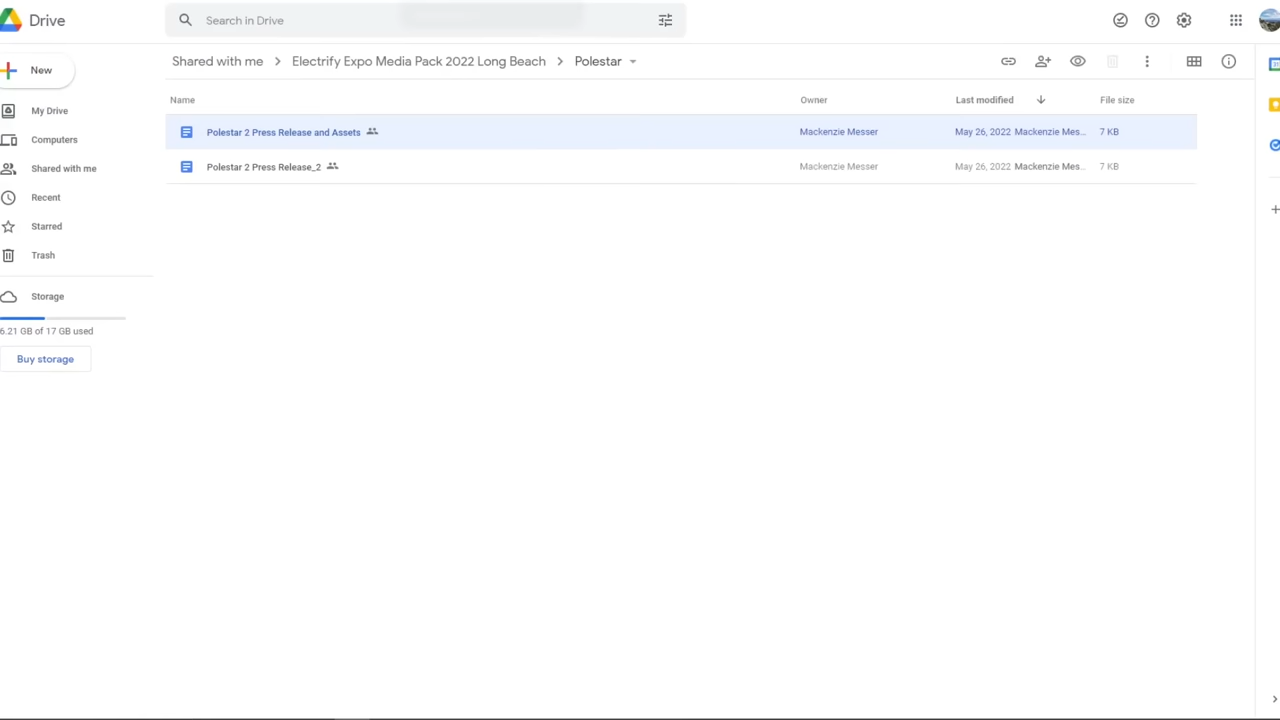 Drive
Search in Drive
New
Shared with me
Electrify Expo Media Pack 2022 Long Beach
Polestar
My Drive
Computers
Shared with me
Recent
Starred
Trash
Storage
6.21 GB of 17 GB used
Buy storage
Name Owner Last modified File size
Polestar 2 Press Release and Assets Mackenzie Messer May 26, 2022 Mackenzie Mes... 7 KB
Polestar 2 Press Release_2 Mackenzie Messer May 26, 2022 Mackenzie Mes... 7 KB